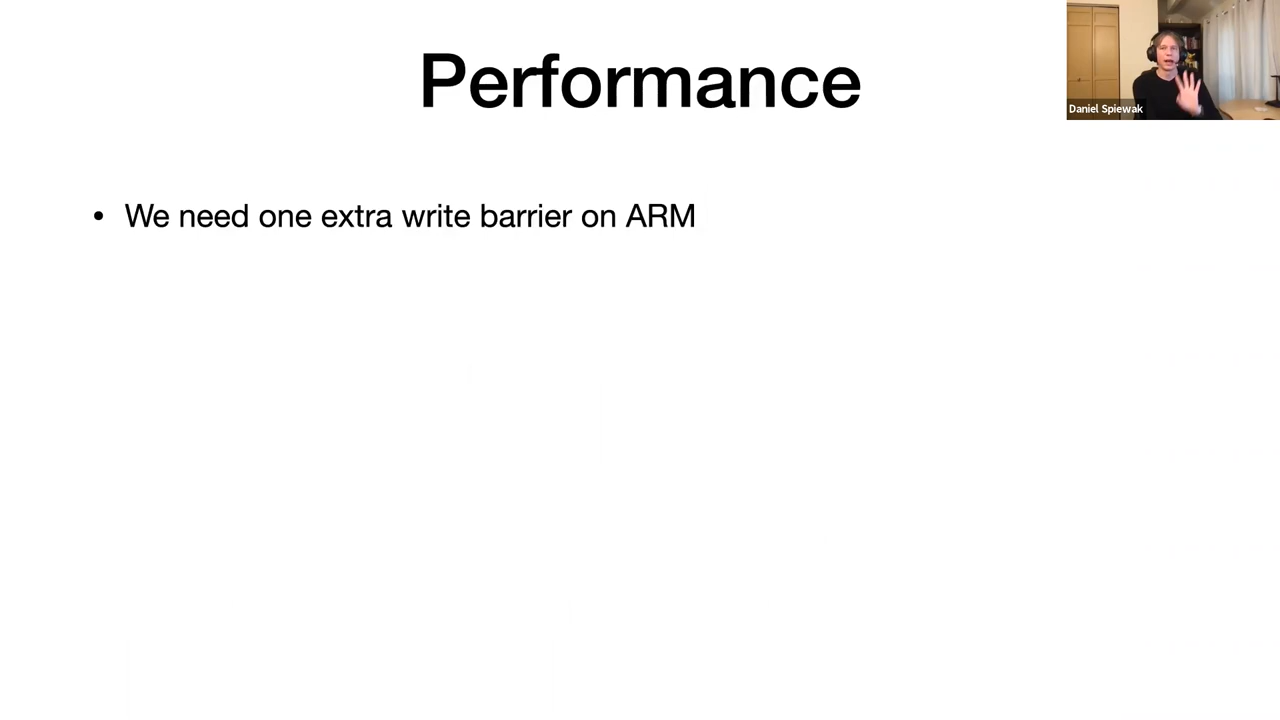 Performance
Daniel Spiewak
• We need one extra write barrier on ARM